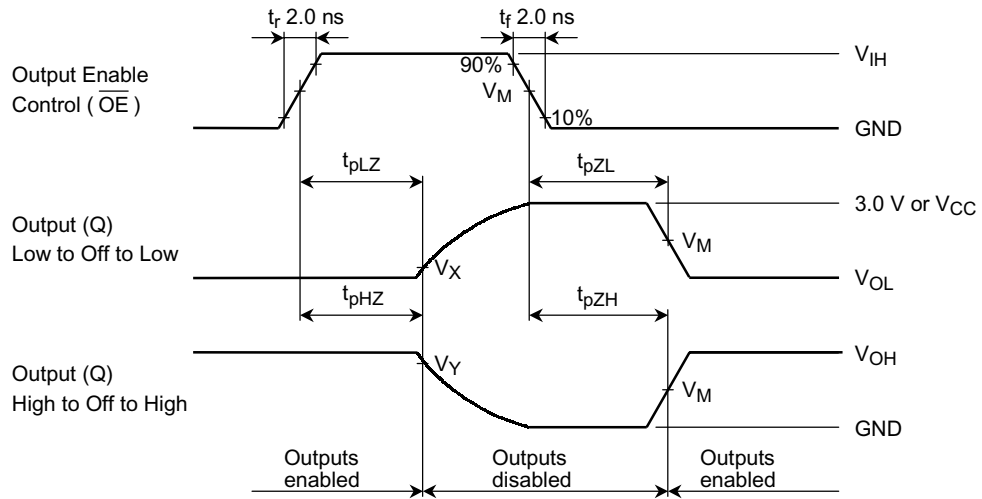 tr 2.0 ns
tf 2.0 ns
Output Enable
Control ( OE )
90%
VM
10%
VIH
GND
tpLZ
tpZL
Output (Q)
Low to Off to Low
VX
VM
3.0 V or VCC
VOL
tpHZ
tpZH
Output (Q)
High to Off to High
VY
VM
VOH
GND
Outputs
enabled
Outputs
disabled
Outputs
enabled